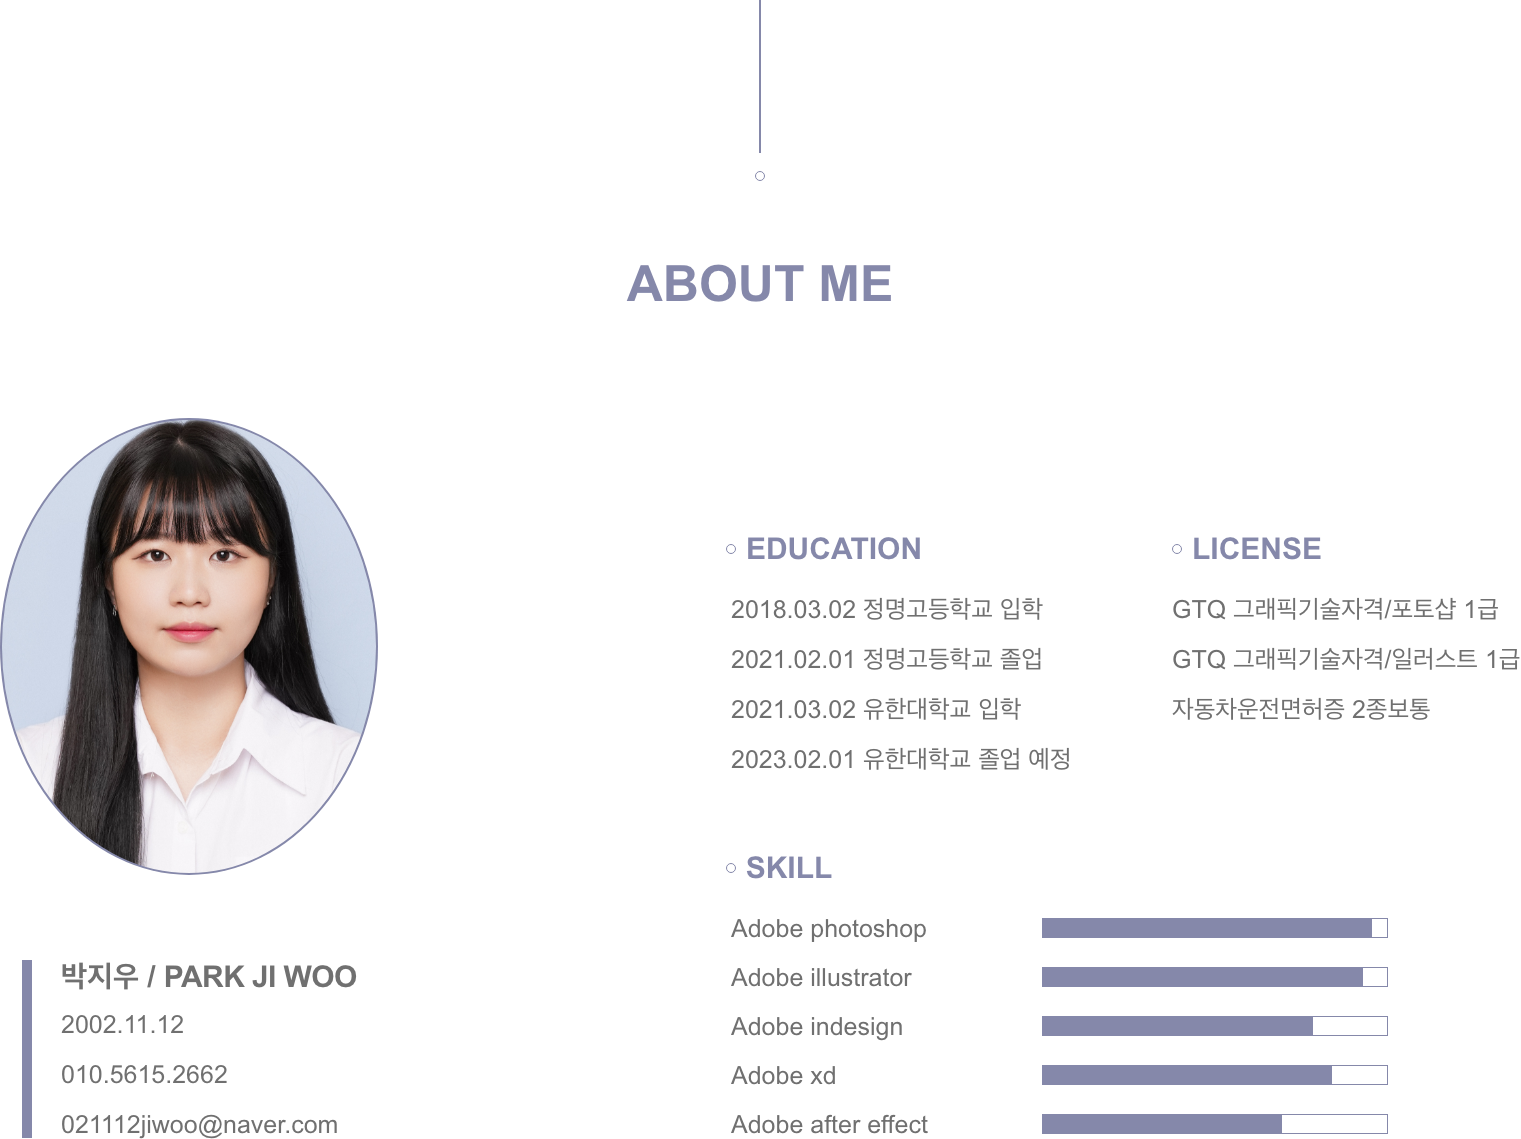 ABOUT ME
박지우 / PARK JI WOO
2002.11.12
010.5615.2662
021112jiwoo@naver.com
EDUCATION
2018.03.02 정명고등학교 입학
2021.02.01 정명고등학교 졸업
2021.03.02 유한대학교 입학
2023.02.01 유한대학교 졸업 예정
LICENSE
GTQ 그래픽기술자격/포토샵 1급
GTQ 그래픽기술자격/일러스트 1급
자동차운전면허증 2종보통
SKILL
Adobe photoshop
Adobe illustrator
Adobe indesign
Adobe xd
Adobe after effect